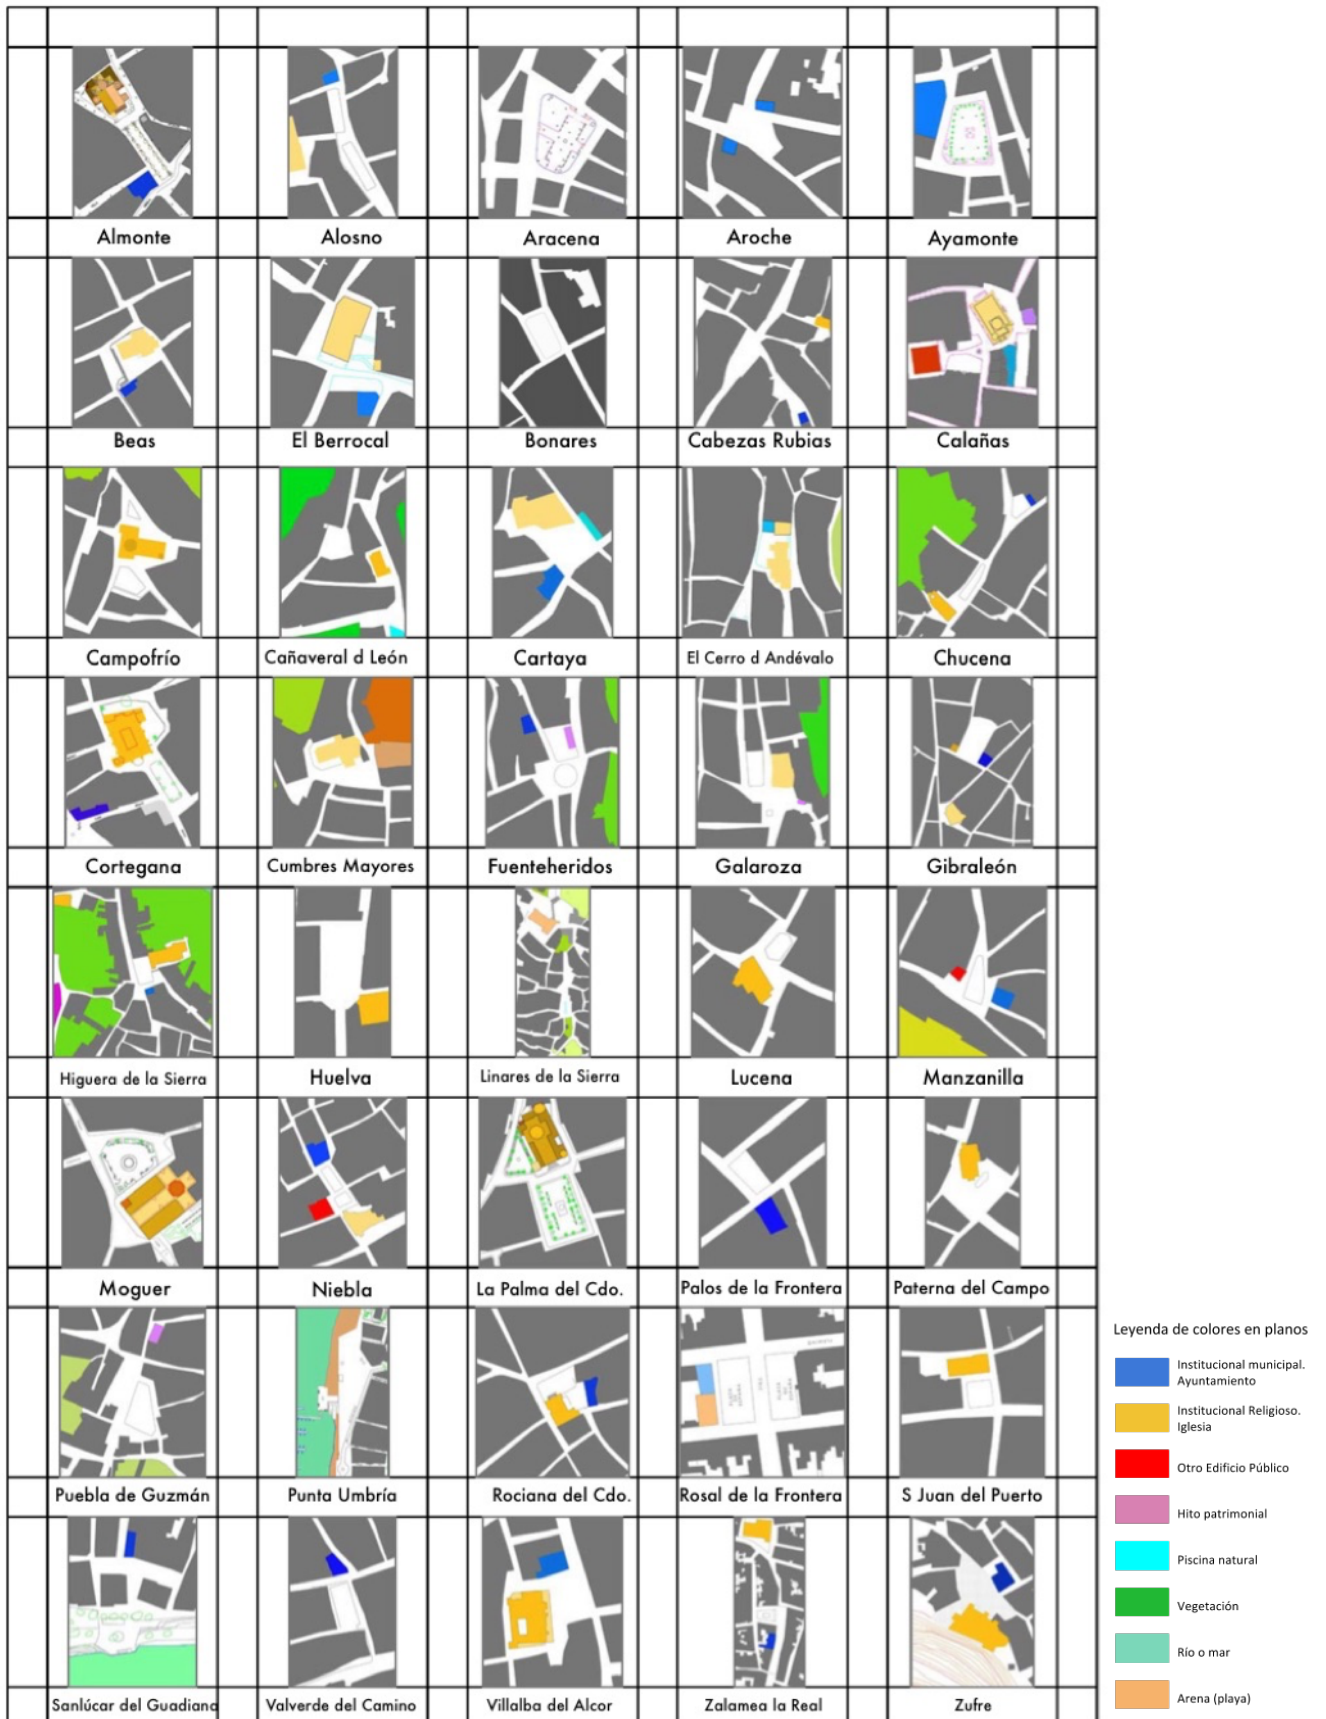 Almonte
Alosno
Aracena
Aroche
Ayamonte
Beas
El Berrocal
Bonares
Cabezas Rubias
Calañas
Campofrío
Cañaveral d León
Cartaya
El Cerro d Andévalo
Chucena
Cortegana
Cumbres Mayores
Fuenteheridos
Galaroza
Gibraleón
Higuera de la Sierra
Huelva
Linares de la Sierra
Lucena
Manzanilla
Moguer
Niebla
La Palma del Cdo.
Palos de la Frontera
Paterna del Campo
Puebla de Guzmán
Punta Umbría
Rociana del Cdo.
Rosal de la Frontera
S Juan del Puerto
Sanlúcar del Guadiana
Valverde del Camino
Villalba del Alcor
Zalamea la Real
Zufre
Leyenda de colores en planos
Institucional municipal.
Ayuntamiento
Institucional Religioso.
Iglesia
Otro Edificio Público
Hito patrimonial
Piscina natural
Vegetación
Río o mar
Arena (playa)